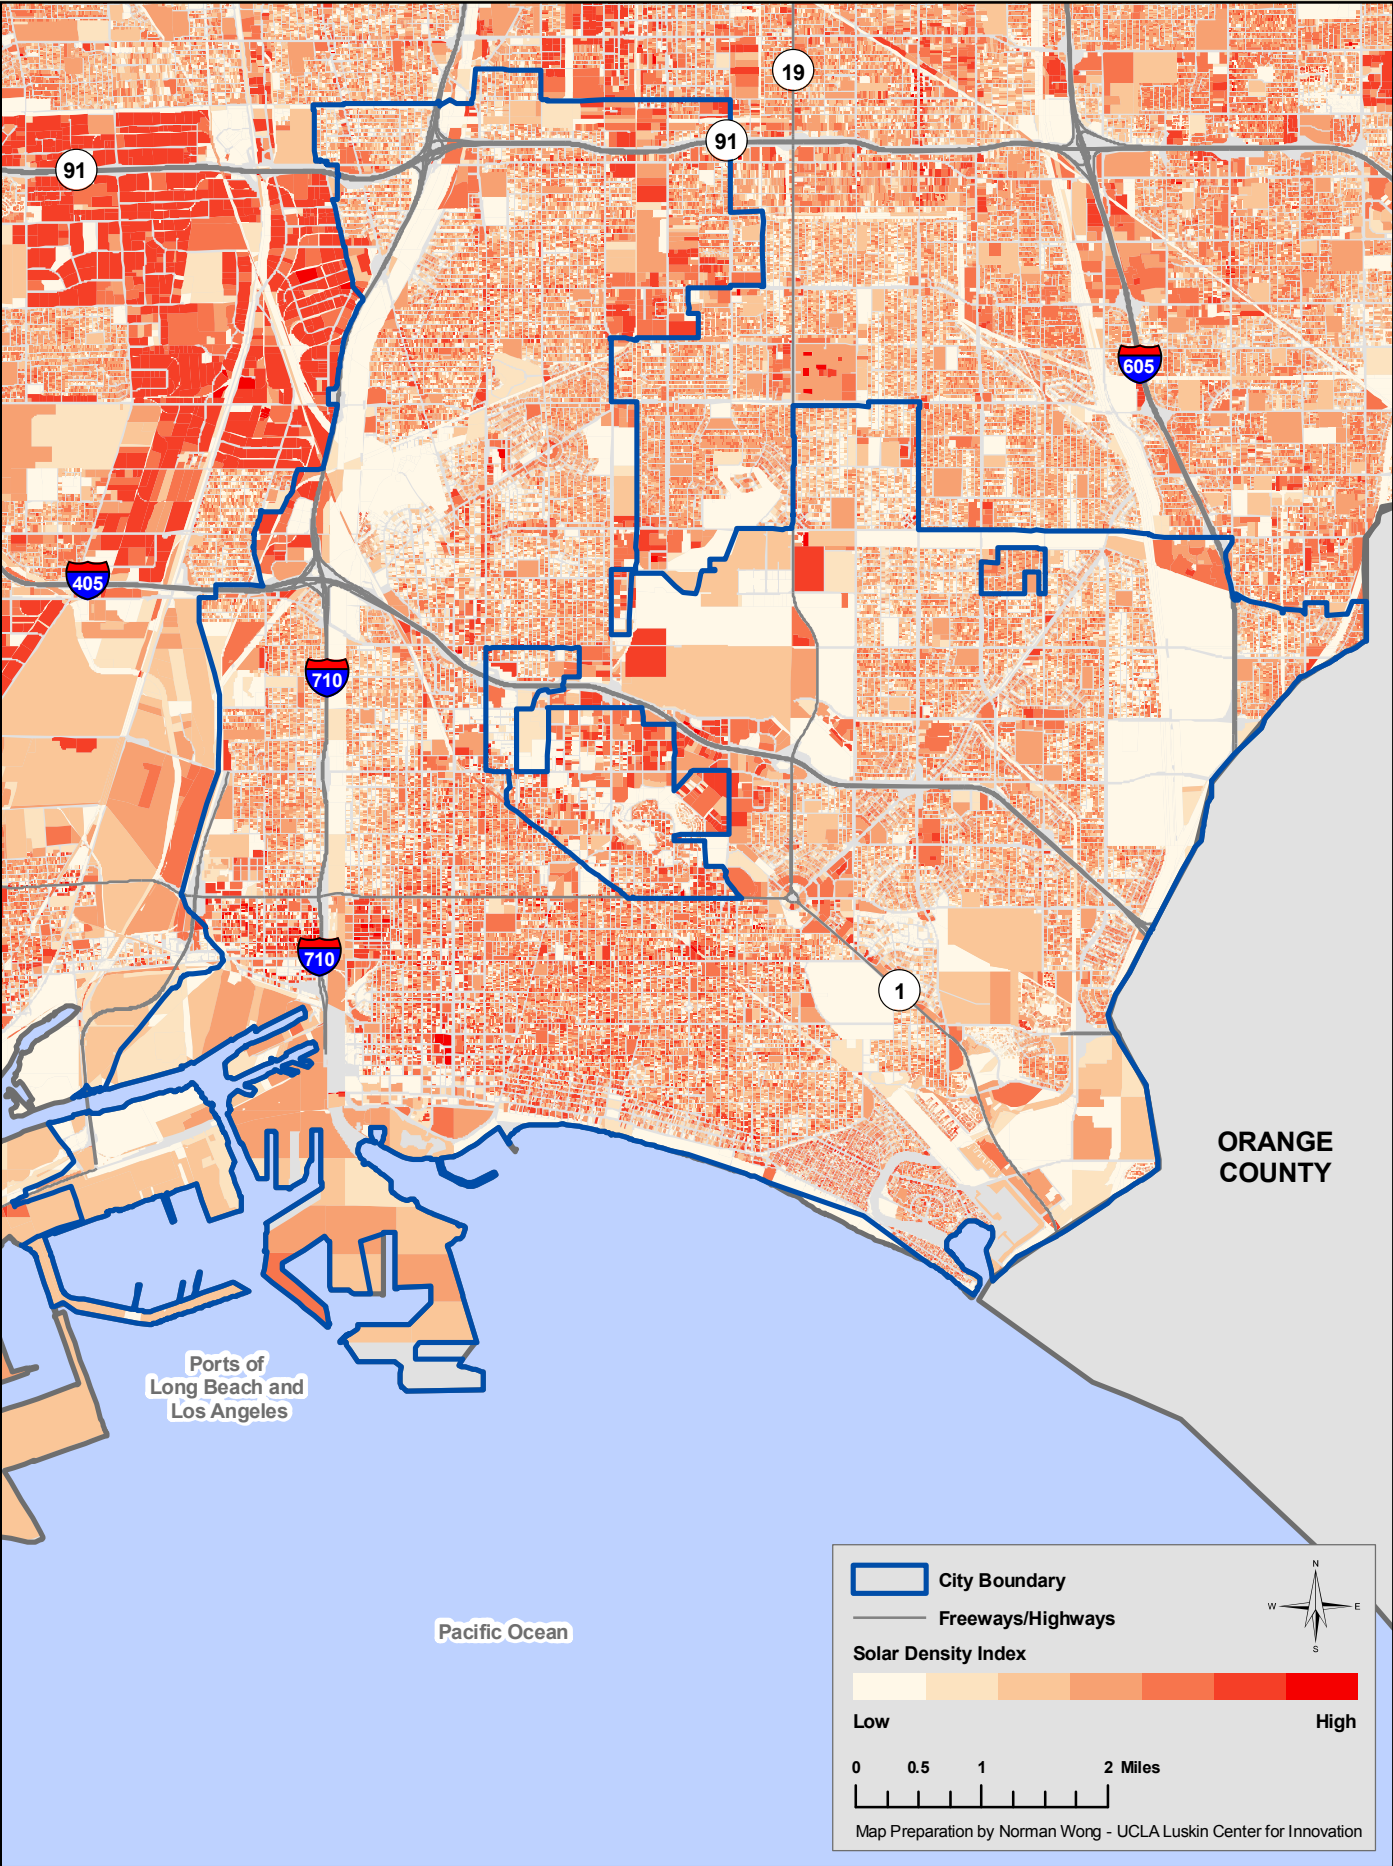 19
91
91
605
405
710
710
1
ORANGE
COUNTY
Ports of
Long Beach and
Los Angeles
Pacific Ocean
City Boundary
Freeways/Highways
N
W E
S
Solar Density Index
Low High
0 0.5 1 2 Miles
Map Preparation by Norman Wong - UCLA Luskin Center for Innovation